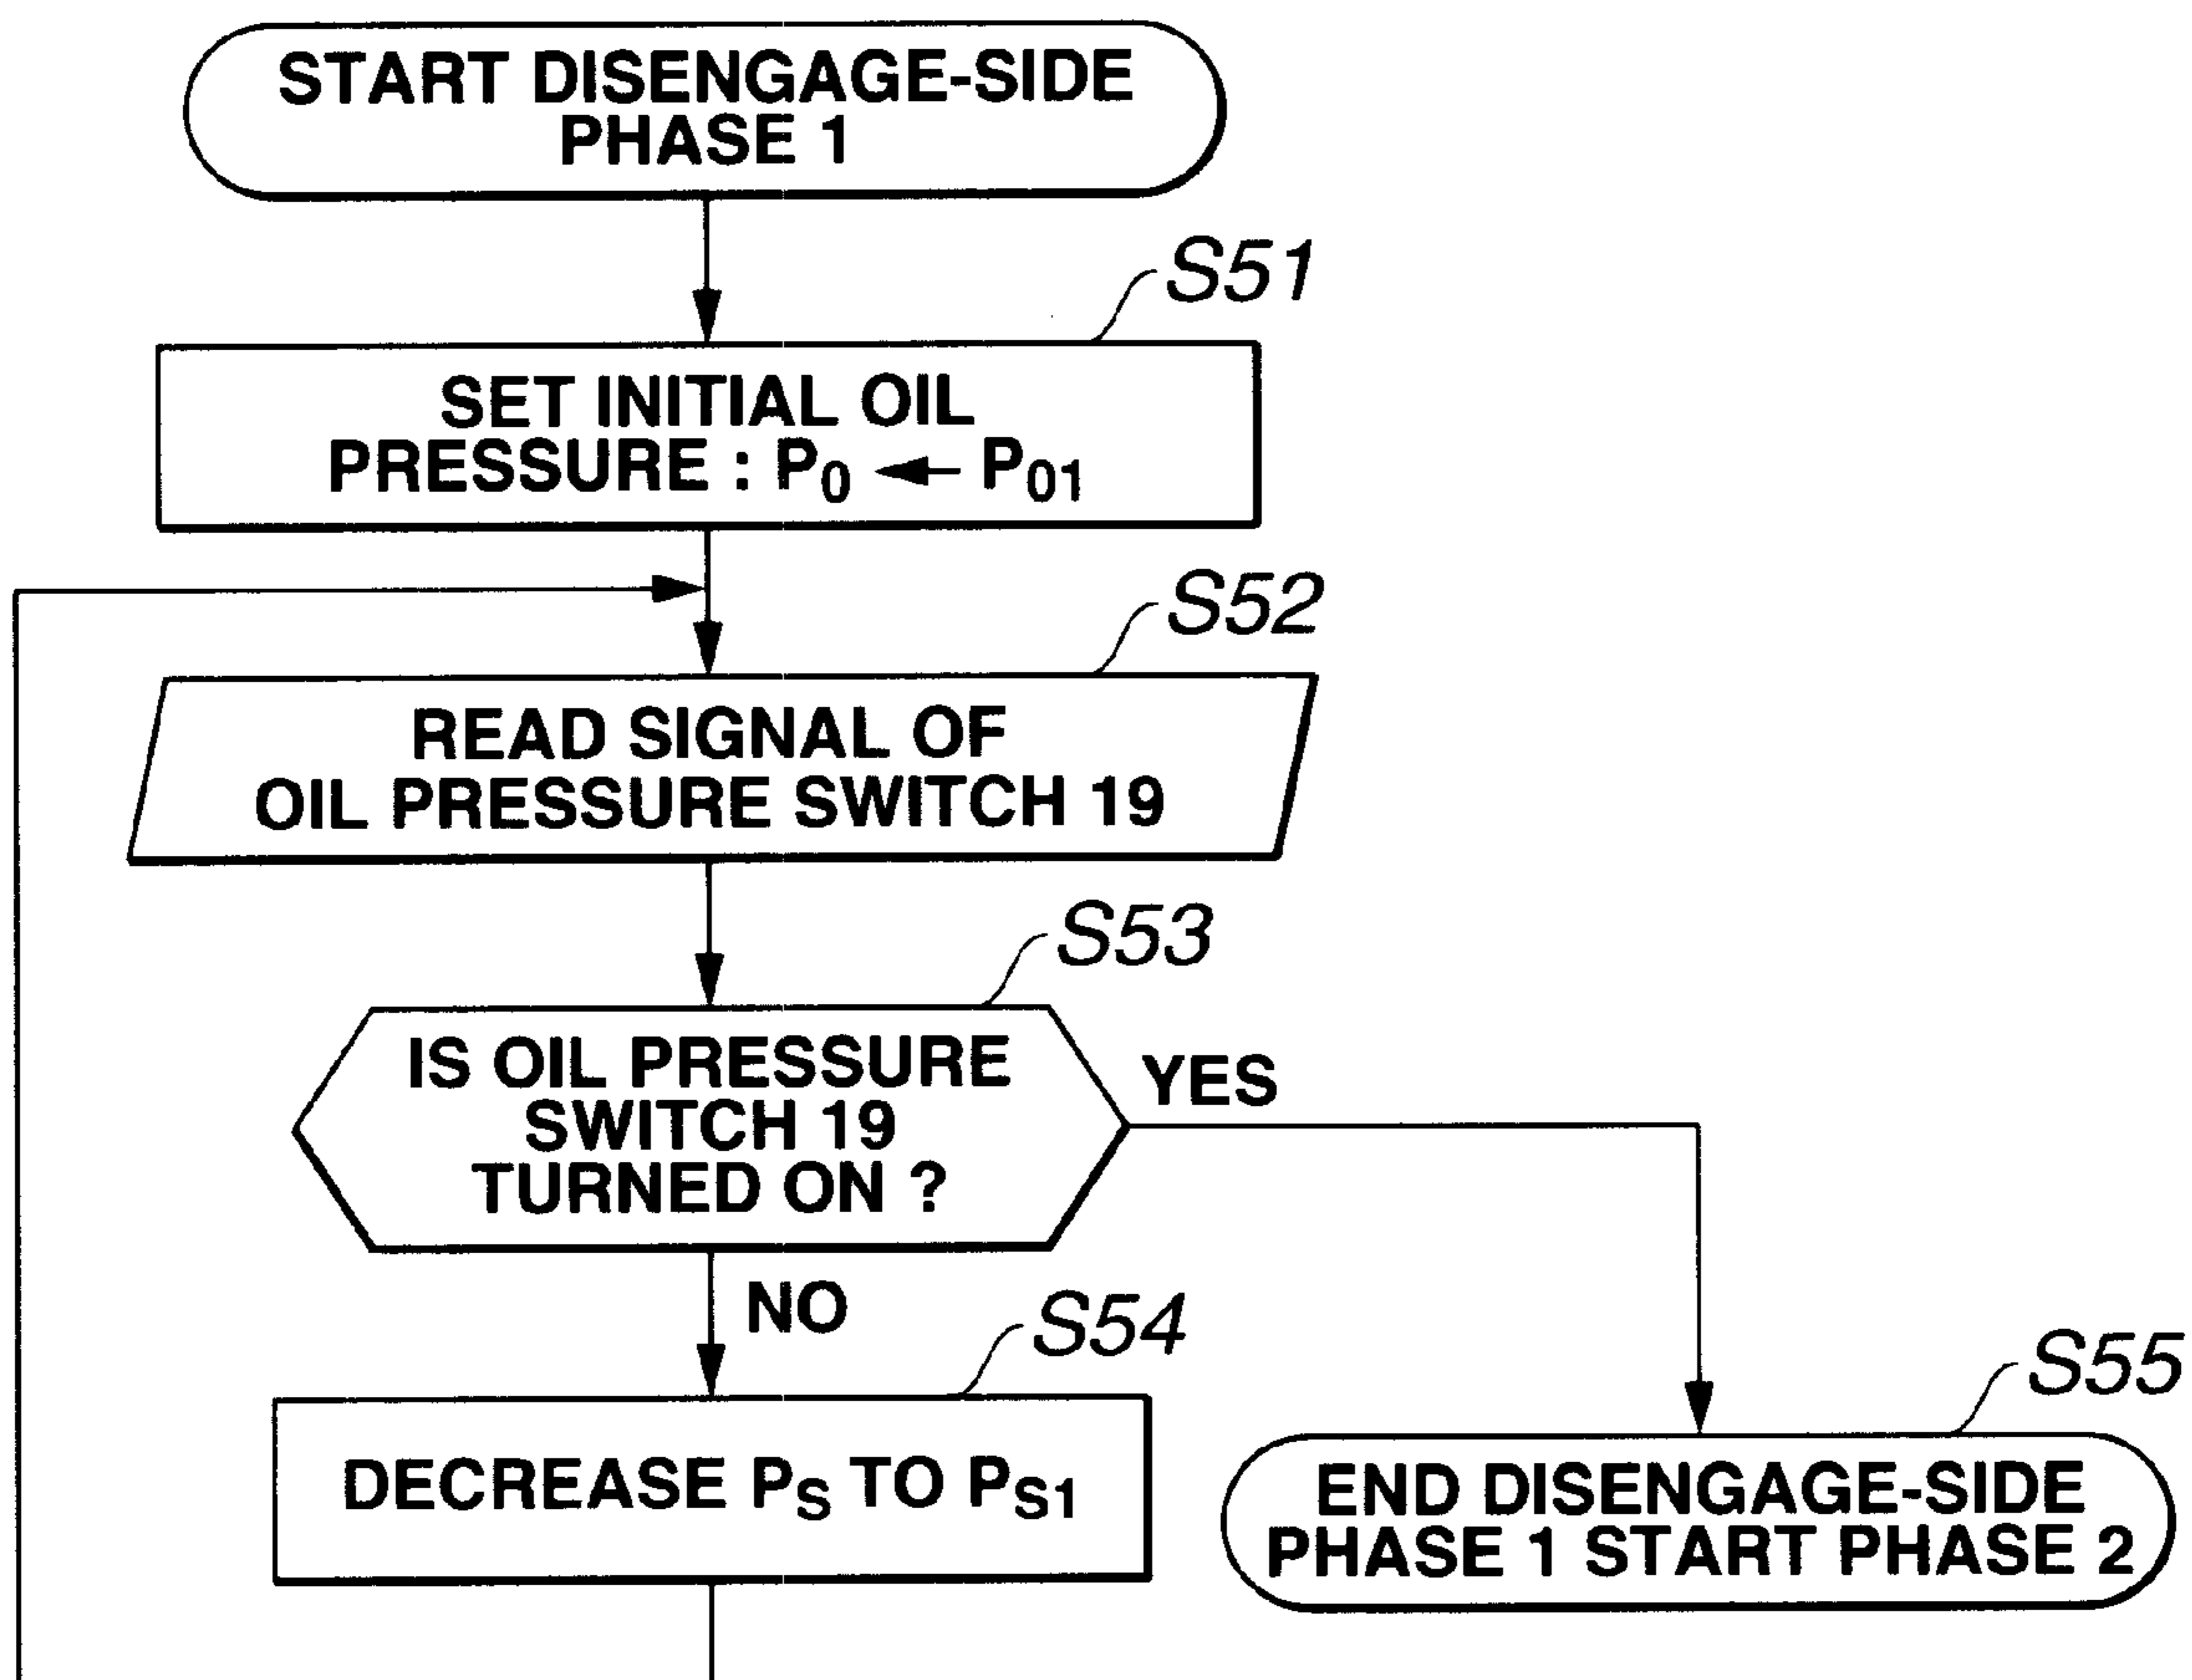 START DISENGAGE-SIDE
PHASE 1
S51
SET INITIAL OIL
PRESSURE : P₀ ← P₀₁
S52
READ SIGNAL OF
OIL PRESSURE SWITCH 19
S53
IS OIL PRESSURE
SWITCH 19
TURNED ON ?
YES
NO
S54
DECREASE Pₛ TO Pₛ₁
S55
END DISENGAGE-SIDE
PHASE 1 START PHASE 2